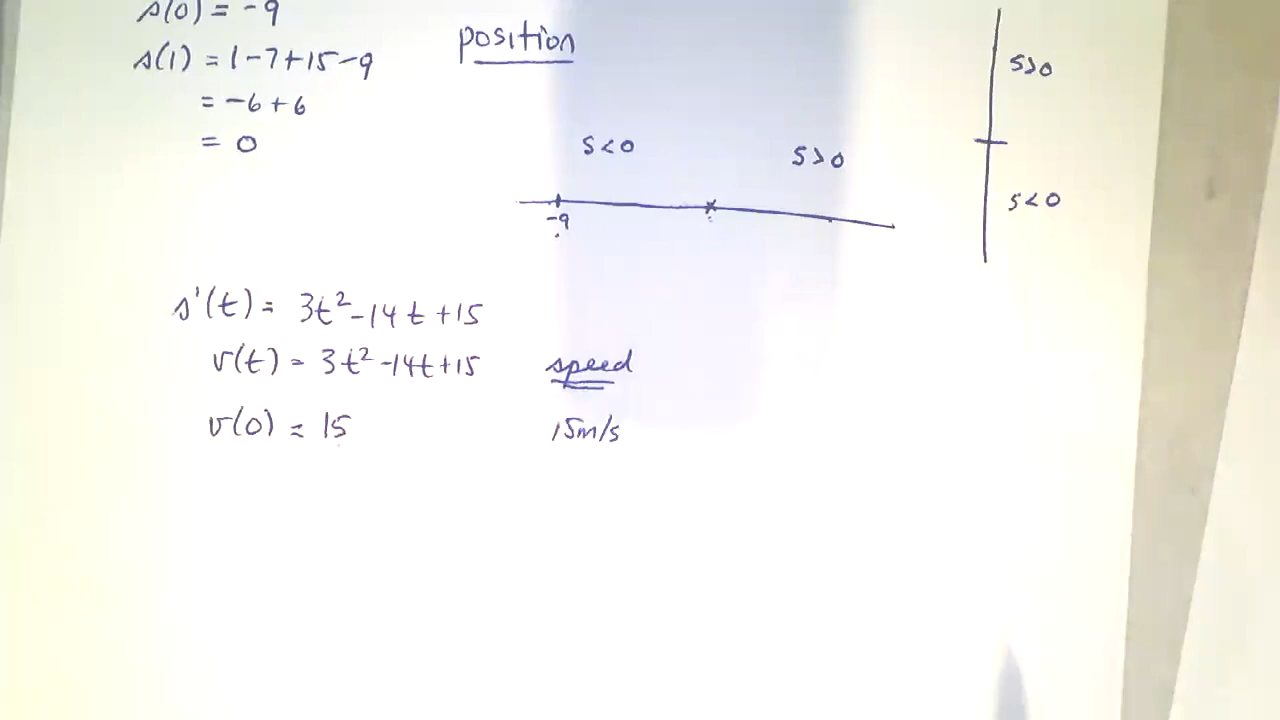 s(0) = -9
s(1) = 1-7+15-9
= -6+6
= 0
position
s<0
s>0
-9
s>0
s<0
s'(t) = 3t²-14t+15
v(t) = 3t²-14t+15 speed
v(0) = 15 15m/s